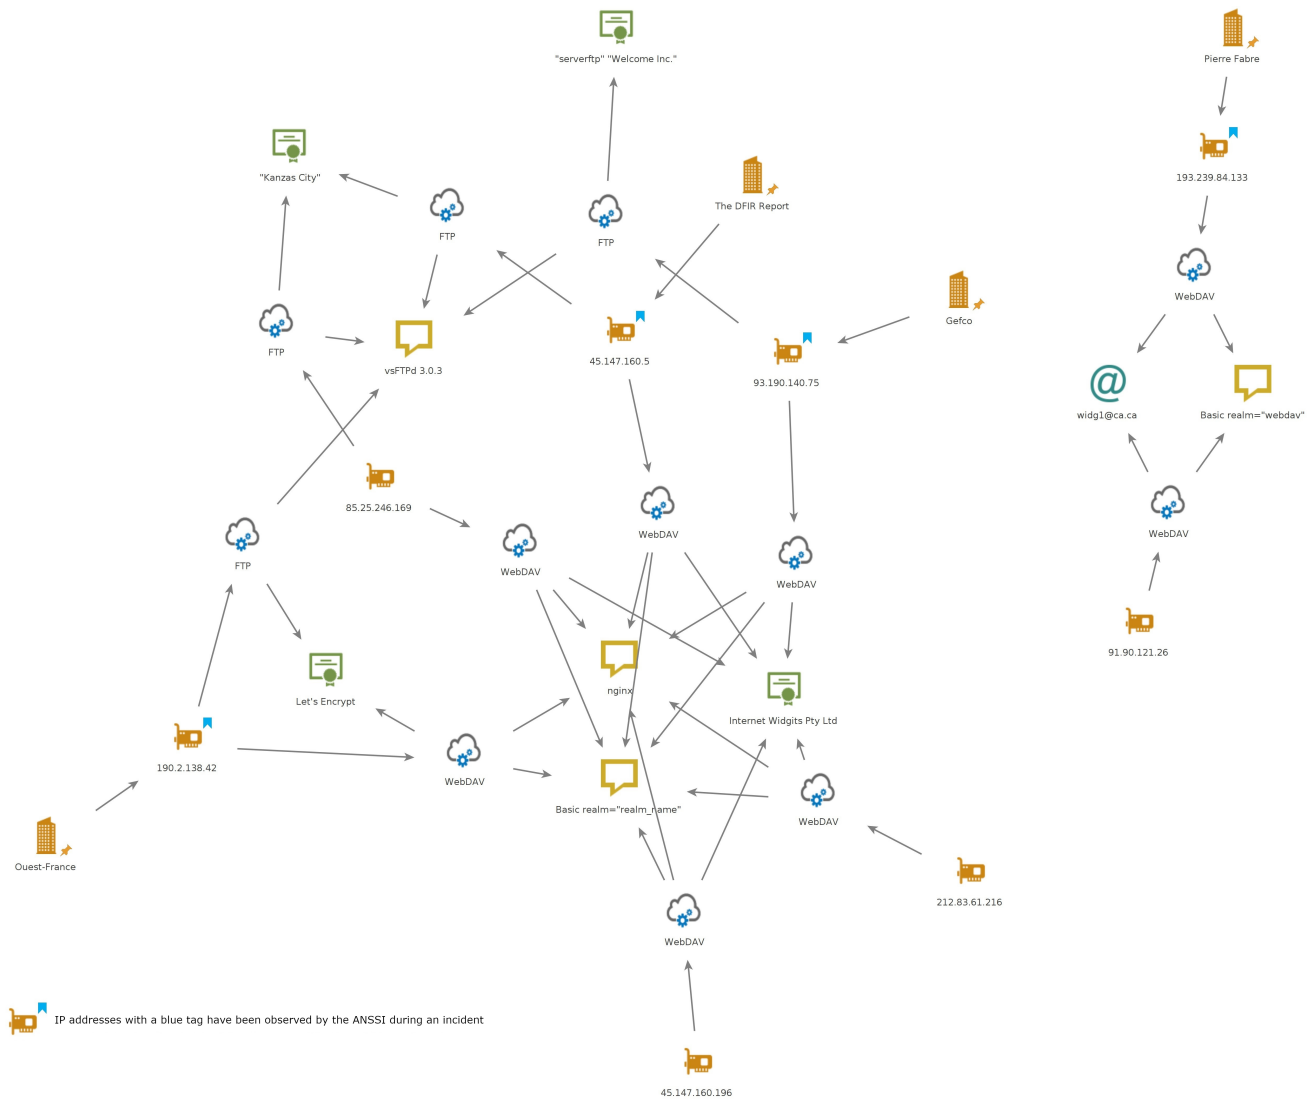 "serverftp" "Welcome Inc."
Pierre Fabre
"Kanzas City"
193.239.84.133
The DFIR Report
FTP
FTP
WebDAV
Gefco
FTP
vsFTPd 3.0.3
45.147.160.5
93.190.140.75
widg1@ca.ca
Basic realm="webdav"
85.25.246.169
WebDAV
WebDAV
FTP
WebDAV
WebDAV
91.90.121.26
nginx
Let's Encrypt
Internet Widgits Pty Ltd
190.2.138.42
WebDAV
Basic realm="realm_name"
WebDAV
Ouest-France
212.83.61.216
WebDAV
IP addresses with a blue tag have been observed by the ANSSI during an incident
45.147.160.196